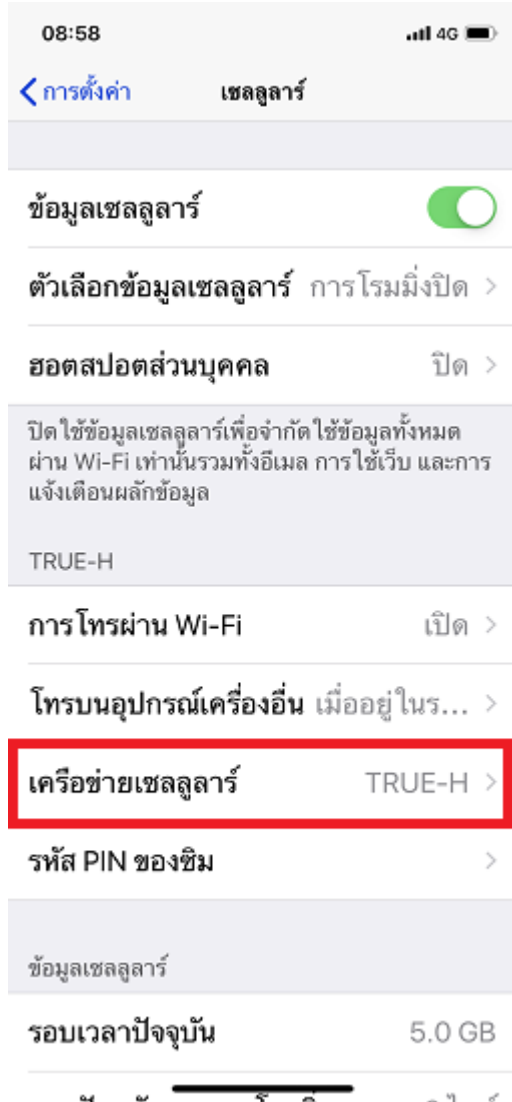 08:58
4G
การตั้งค่า
เซลลูลาร์
ข้อมูลเซลลูลาร์
ตัวเลือกข้อมูลเซลลูลาร์ การโรมมิ่งปิด
ฮอตสปอตส่วนบุคคล ปิด
ปิดใช้ข้อมูลเซลลูลาร์เพื่อจำกัดใช้ข้อมูลทั้งหมด
ผ่าน Wi-Fi เท่านั้นรวมทั้งอีเมล การใช้เว็บ และการ
แจ้งเตือนผลักข้อมูล
TRUE-H
การโทรผ่าน Wi-Fi เปิด
โทรบนอุปกรณ์เครื่องอื่น เมื่ออยู่ในร...
เครือข่ายเซลลูลาร์ TRUE-H
รหัส PIN ของซิม
ข้อมูลเซลลูลาร์
รอบเวลาปัจจุบัน 5.0 GB